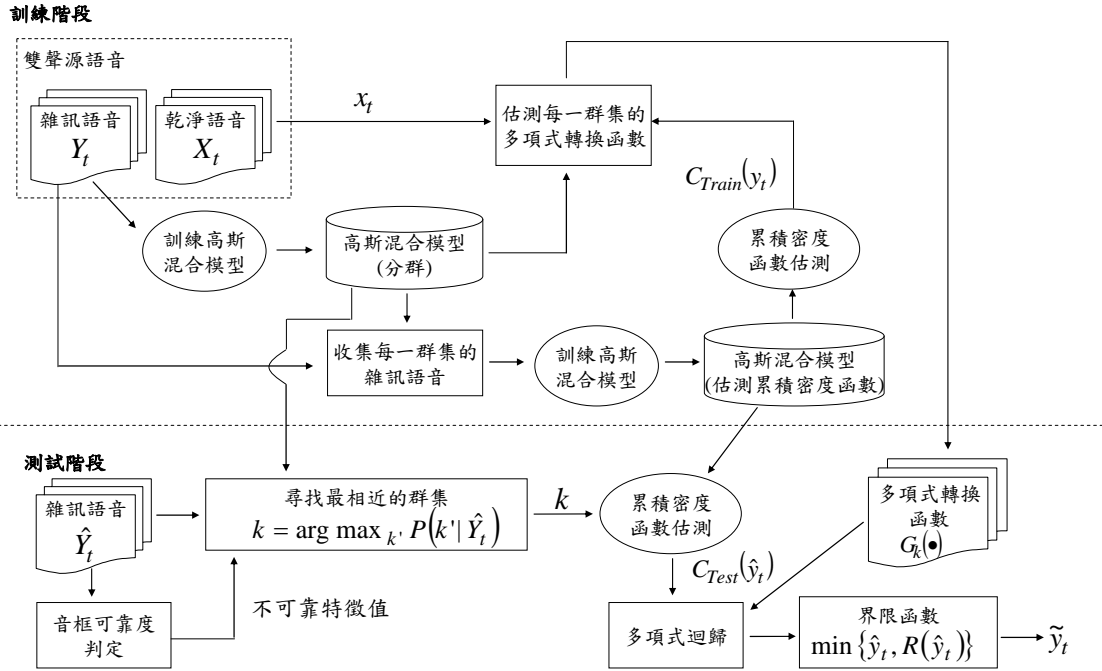 訓練階段
雙聲源語音
雜訊語音
Y_t
乾淨語音
X_t
x_t
估測每一群集的
多項式轉換函數
C_{Train}(y_t)
訓練高斯
混合模型
高斯混合模型
(分群)
累積密度
函數估測
收集每一群集的
雜訊語音
訓練高斯
混合模型
高斯混合模型
(估測累積密度函數)
測試階段
雜訊語音
Ŷ_t
尋找最相近的群集
k = arg max_{k'} P(k'| Ŷ_t)
k
累積密度
函數估測
多項式轉換
函數
G_k(•)
C_{Test}(ŷ_t)
不可靠特徵值
音框可靠度
判定
多項式迴歸
界限函數
min{ŷ_t, R(ŷ_t)}
ỹ_t